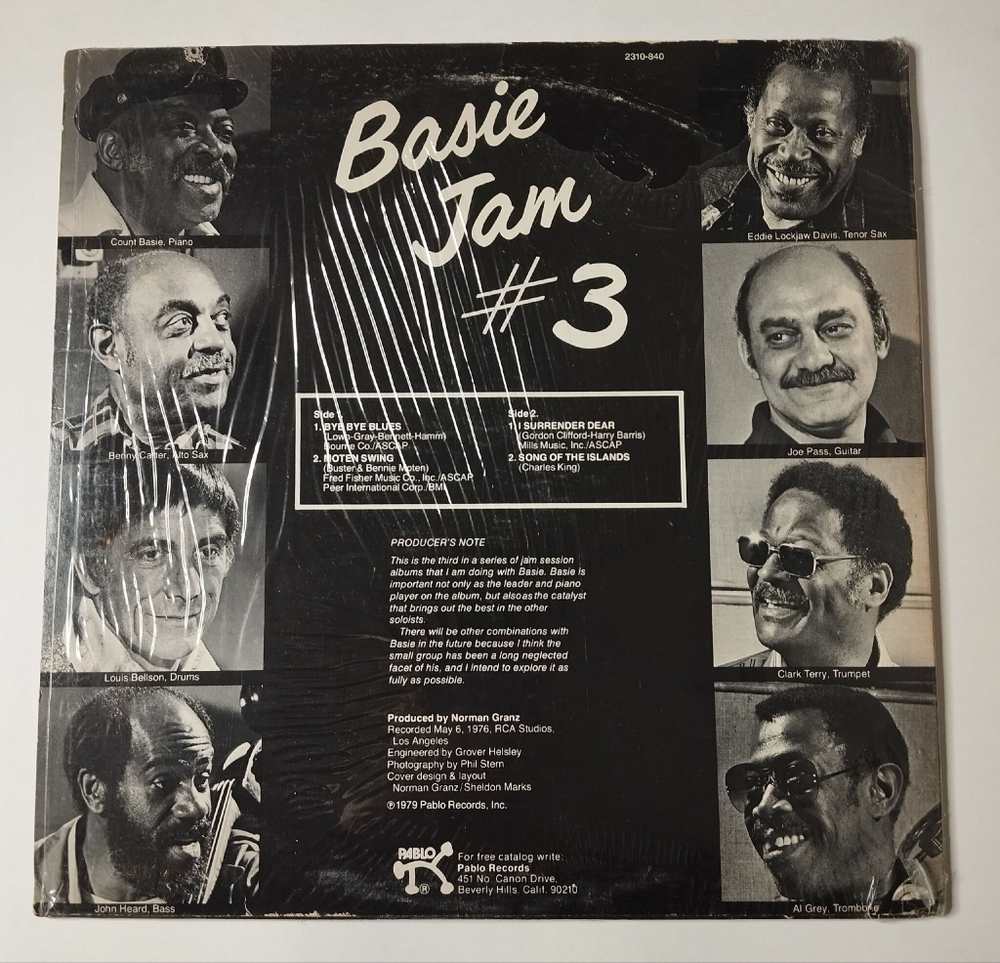 2310-840
Basie
Jam
#3
Count Basie, Piano
Eddie Lockjaw Davis, Tenor Sax
Benny Carter, Alto Sax
Joe Pass, Guitar
Louis Bellson, Drums
Clark Terry, Trumpet
John Heard, Bass
Al Grey, Trombone
Side 1.
1. BYE BYE BLUES
(Lown-Gray-Bennett-Hamm)
Bourne Co./ASCAP
2. MOTEN SWING
(Buster & Bennie Moten)
Fred Fisher Music Co., Inc./ASCAP
Peer International Corp./BMI
Side 2.
1. I SURRENDER DEAR
(Gordon Clifford-Harry Barris)
Mills Music, Inc./ASCAP
2. SONG OF THE ISLANDS
(Charles King)
PRODUCER'S NOTE
This is the third in a series of jam session
albums that I am doing with Basie. Basie is
important not only as the leader and piano
player on the album, but also as the catalyst
that brings out the best in the other
soloists.
There will be other combinations with
Basie in the future because I think the
small group has been a long neglected
facet of his, and I intend to explore it as
fully as possible.
Produced by Norman Granz
Recorded May 6, 1976, RCA Studios,
Los Angeles
Engineered by Grover Helsley
Photography by Phil Stern
Cover design & layout
Norman Granz/Sheldon Marks
℗1979 Pablo Records, Inc.
PABLO
®
For free catalog write:
Pablo Records
451 No. Canon Drive,
Beverly Hills, Calif. 90210